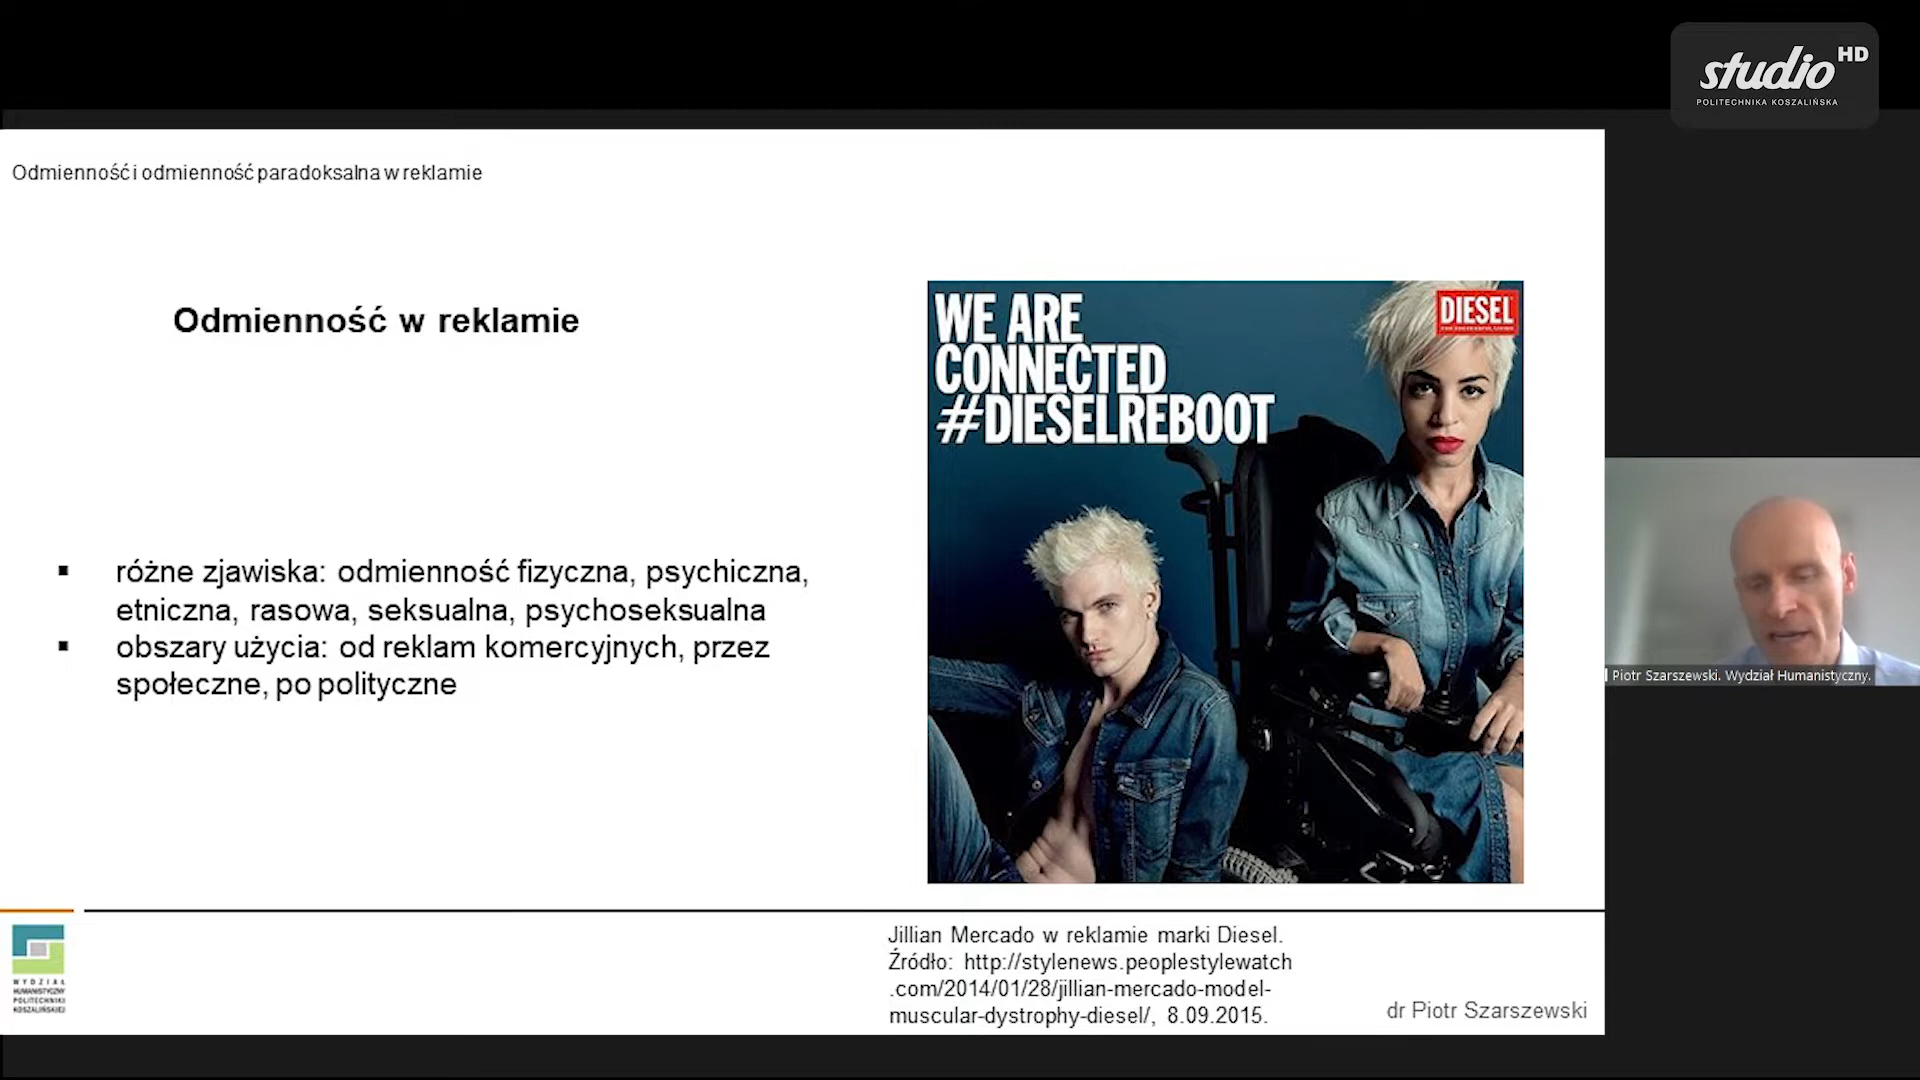 studio HD
POLITECHNIKA KOSZALIŃSKA
Odmienność i odmienność paradoksalna w reklamie
Odmienność w reklamie
WE ARE
CONNECTED
#DIESELREBOOT
DIESEL
▪ różne zjawiska: odmienność fizyczna, psychiczna,
etniczna, rasowa, seksualna, psychoseksualna
▪ obszary użycia: od reklam komercyjnych, przez
społeczne, po polityczne
Piotr Szarszewski. Wydział Humanistyczny.
WYDZIAŁ
HUMANISTYCZNY
POLITECHNIKI
KOSZALIŃSKIEJ
Jillian Mercado w reklamie marki Diesel.
Źródło: http://stylenews.peoplestylewatch
.com/2014/01/28/jillian-mercado-model-
muscular-dystrophy-diesel/, 8.09.2015.
dr Piotr Szarszewski